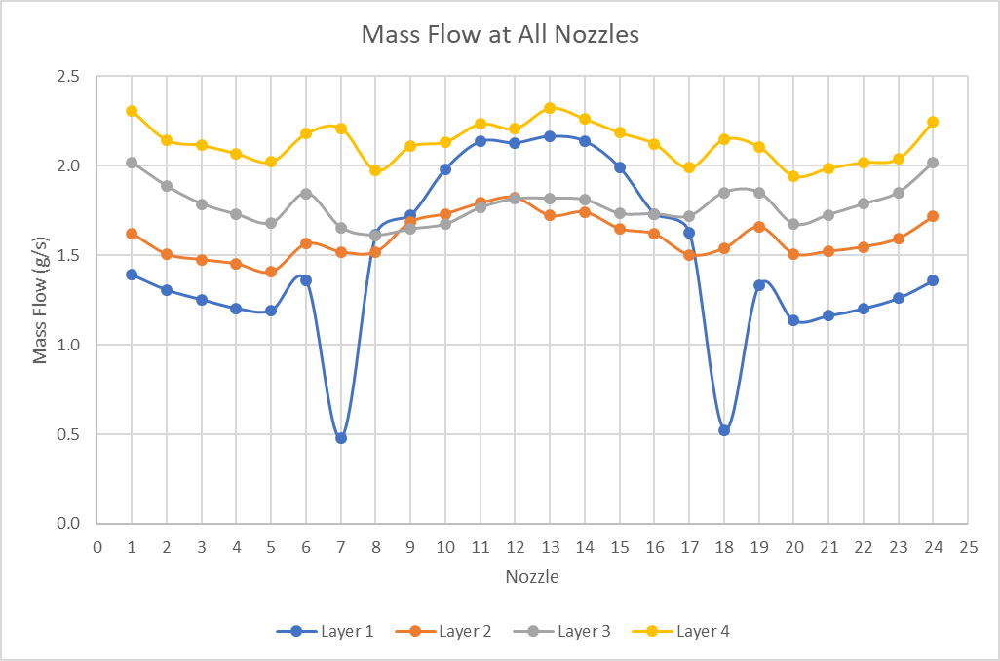 Mass Flow at All Nozzles
2.5
2.0
1.5
1.0
0.5
0.0
Mass Flow (g/s)
0 1 2 3 4 5 6 7 8 9 10 11 12 13 14 15 16 17 18 19 20 21 22 23 24 25
Nozzle
Layer 1 Layer 2 Layer 3 Layer 4